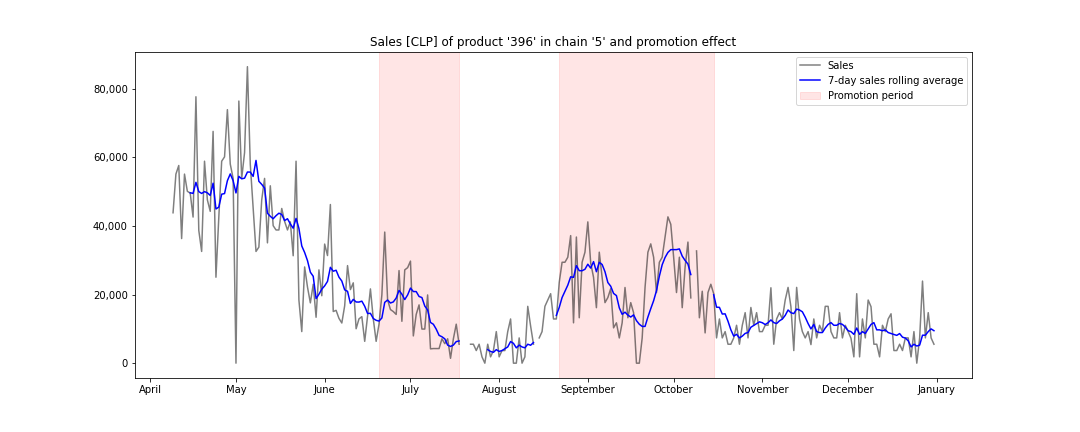 Sales [CLP] of product '396' in chain '5' and promotion effect
Sales
7-day sales rolling average
Promotion period
80,000
60,000
40,000
20,000
0
April May June July August September October November December January